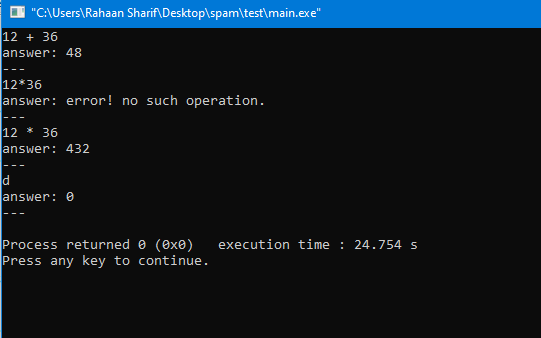 "C:\Users\Rahaan Sharif\Desktop\spam\test\main.exe"
12 + 36
answer: 48
---
12*36
answer: error! no such operation.
---
12 * 36
answer: 432
---
d
answer: 0
---
Process returned 0 (0x0)   execution time : 24.754 s
Press any key to continue.